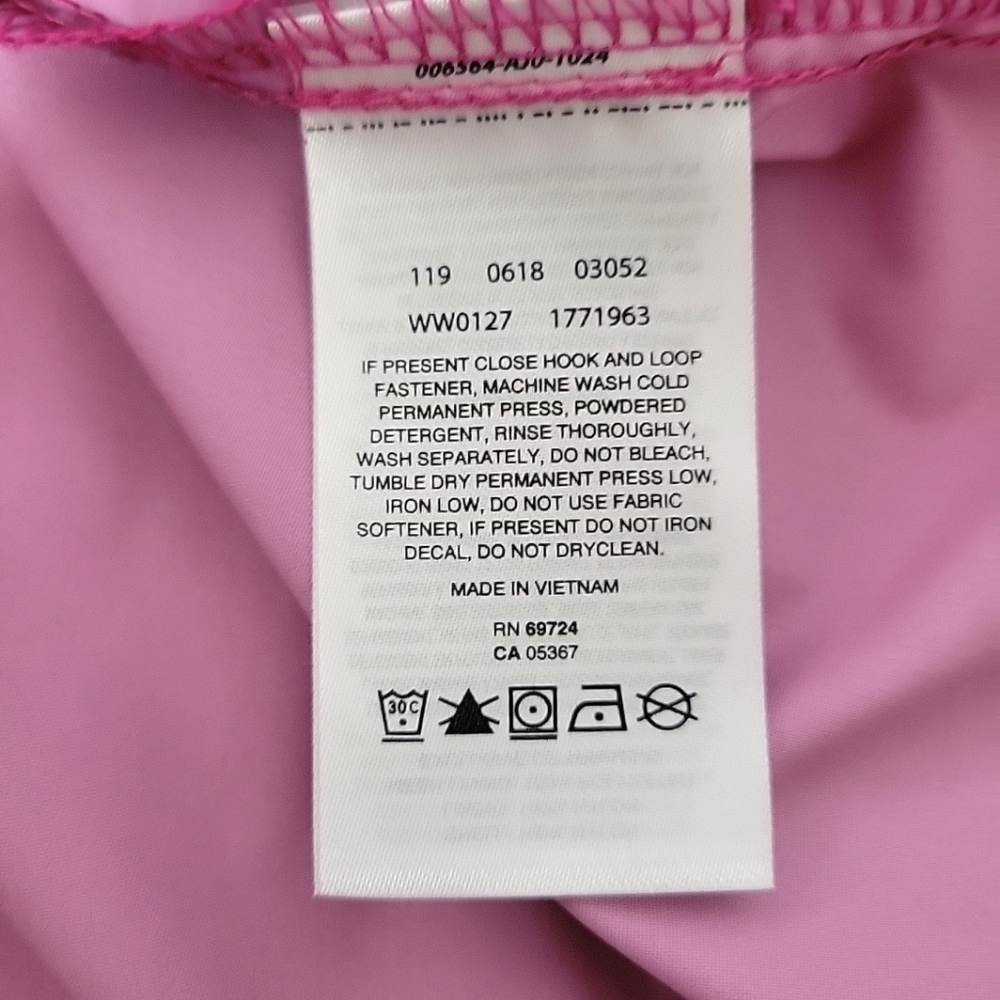 006564-AJ0-1024
119 0618 03052
WW0127 1771963
IF PRESENT CLOSE HOOK AND LOOP
FASTENER, MACHINE WASH COLD
PERMANENT PRESS, POWDERED
DETERGENT, RINSE THOROUGHLY,
WASH SEPARATELY, DO NOT BLEACH,
TUMBLE DRY PERMANENT PRESS LOW,
IRON LOW, DO NOT USE FABRIC
SOFTENER, IF PRESENT DO NOT IRON
DECAL, DO NOT DRYCLEAN.
MADE IN VIETNAM
RN 69724
CA 05367
30C